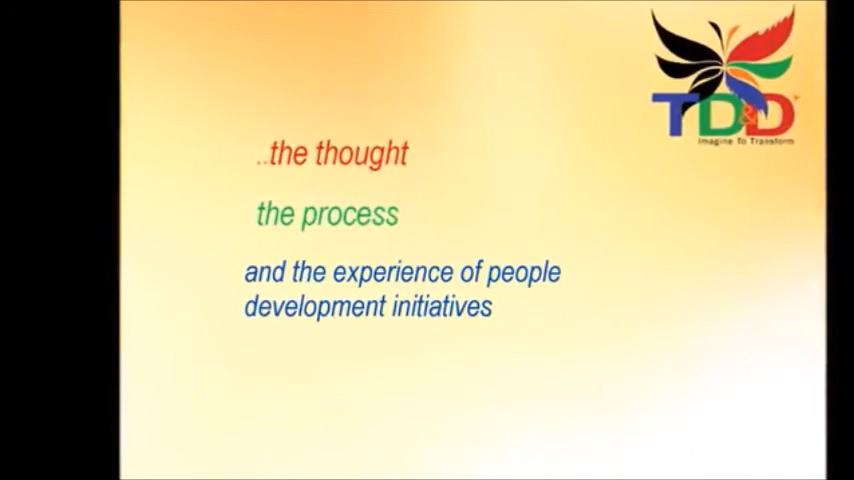 TD&D
Imagine To Transform
..the thought
the process
and the experience of people
development initiatives